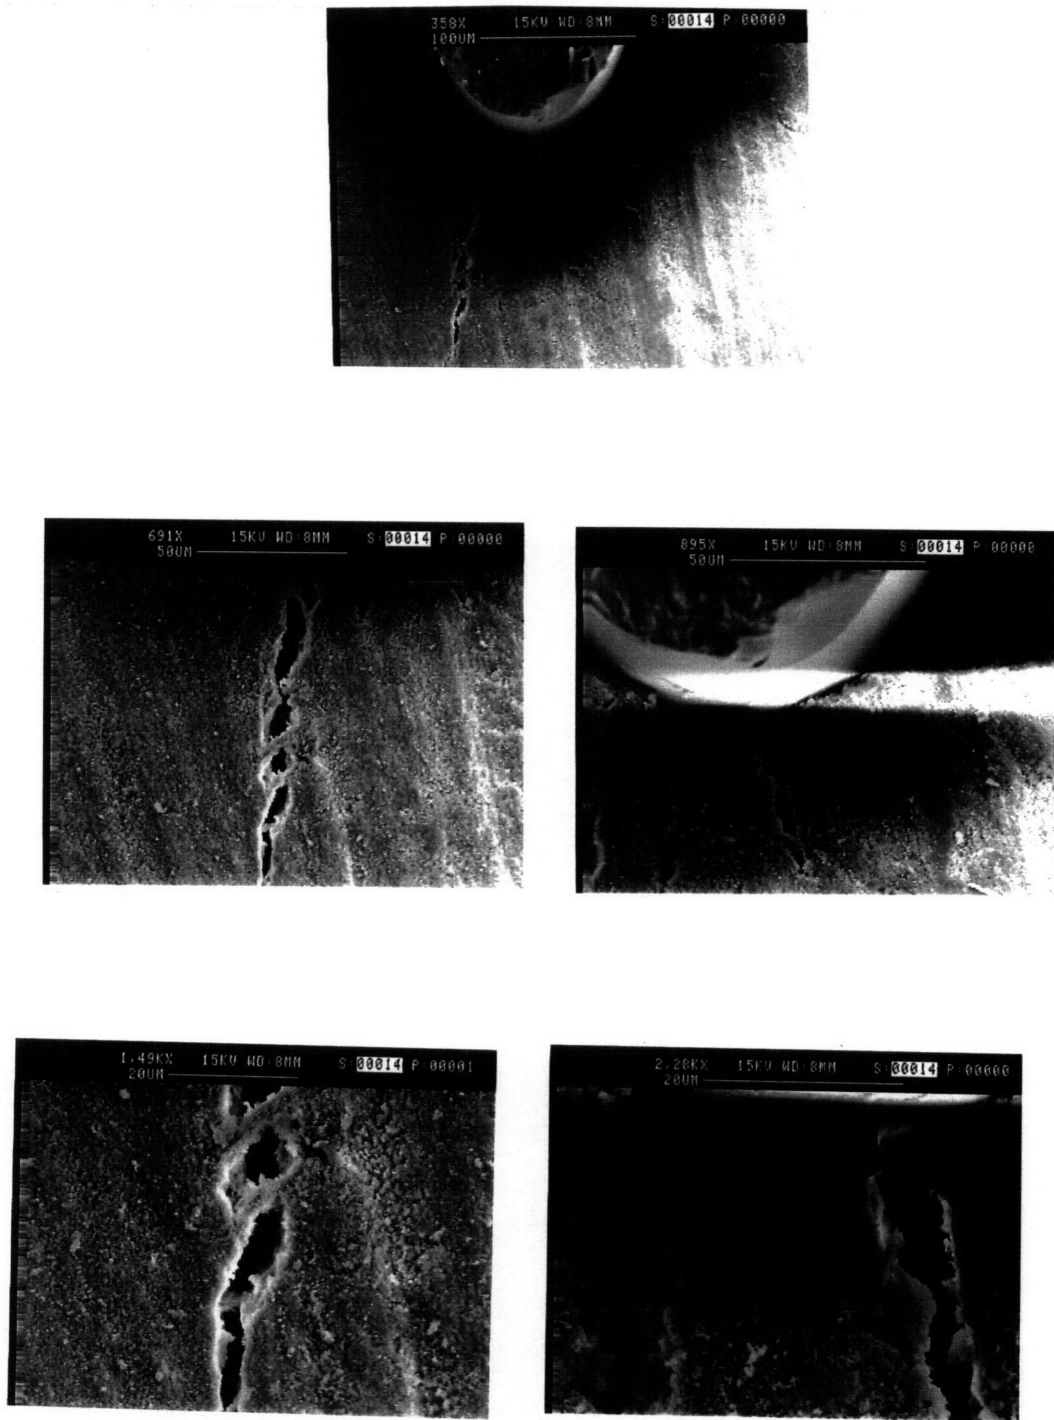 358X 15KV WD:8MM S:00014 P:00000
100UM
691X 15KV WD:8MM S:00014 P:00000
50UM
895X 15KV WD:8MM S:00014 P:00000
50UM
1.49KX 15KV WD:8MM S:00014 P:00001
20UM
2.28KX 15KV WD:8MM S:00014 P:00000
20UM